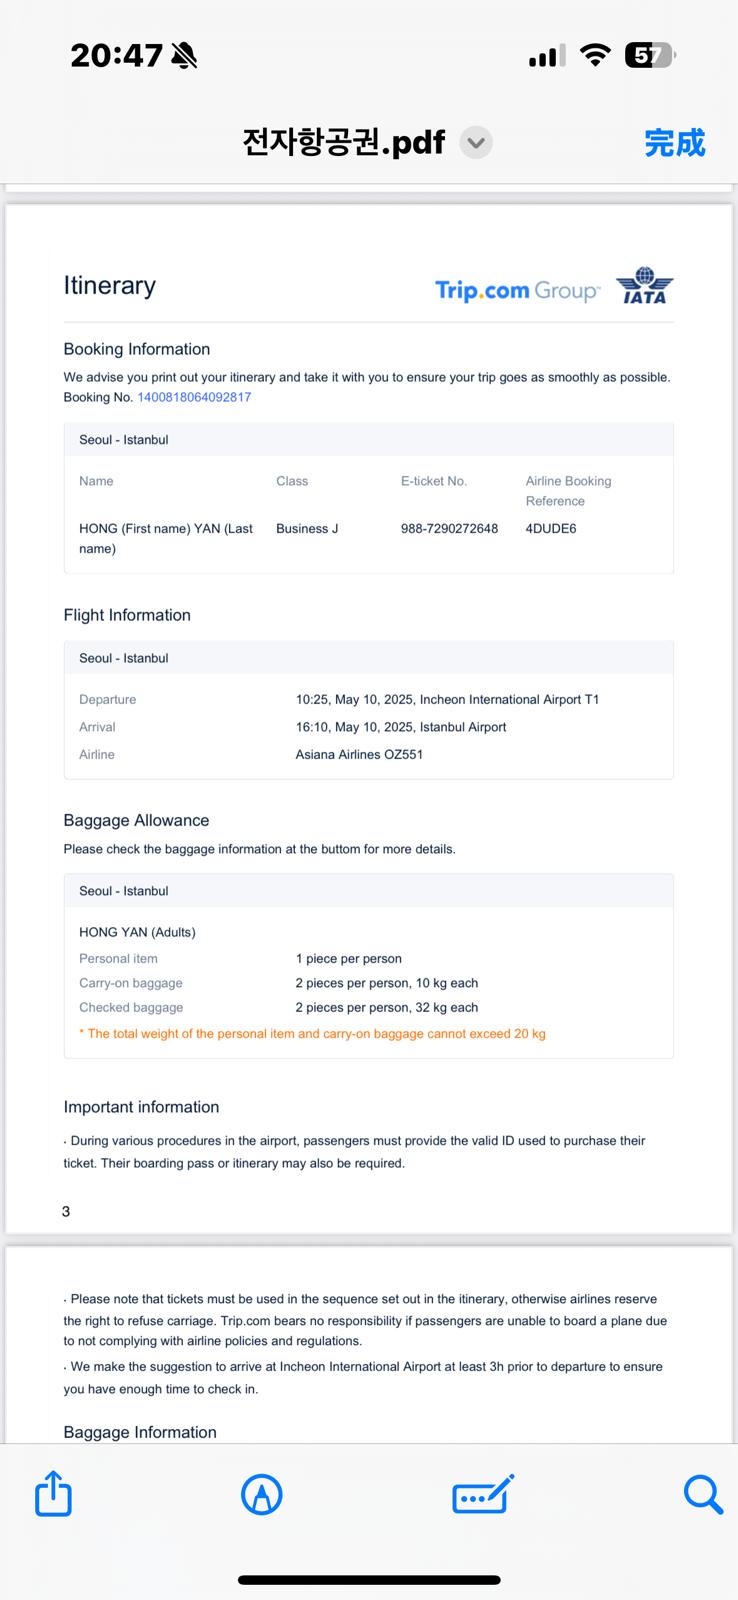 20:47
57
전자항공권.pdf
完成
Itinerary
Trip.com Group™
IATA
Booking Information
We advise you print out your itinerary and take it with you to ensure your trip goes as smoothly as possible.
Booking No. 1400818064092817
Seoul - Istanbul
Name Class E-ticket No. Airline Booking
Reference
HONG (First name) YAN (Last Business J 988-7290272648 4DUDE6
name)
Flight Information
Seoul - Istanbul
Departure 10:25, May 10, 2025, Incheon International Airport T1
Arrival 16:10, May 10, 2025, Istanbul Airport
Airline Asiana Airlines OZ551
Baggage Allowance
Please check the baggage information at the buttom for more details.
Seoul - Istanbul
HONG YAN (Adults)
Personal item 1 piece per person
Carry-on baggage 2 pieces per person, 10 kg each
Checked baggage 2 pieces per person, 32 kg each
* The total weight of the personal item and carry-on baggage cannot exceed 20 kg
Important information
· During various procedures in the airport, passengers must provide the valid ID used to purchase their
ticket. Their boarding pass or itinerary may also be required.
3
· Please note that tickets must be used in the sequence set out in the itinerary, otherwise airlines reserve
the right to refuse carriage. Trip.com bears no responsibility if passengers are unable to board a plane due
to not complying with airline policies and regulations.
· We make the suggestion to arrive at Incheon International Airport at least 3h prior to departure to ensure
you have enough time to check in.
Baggage Information